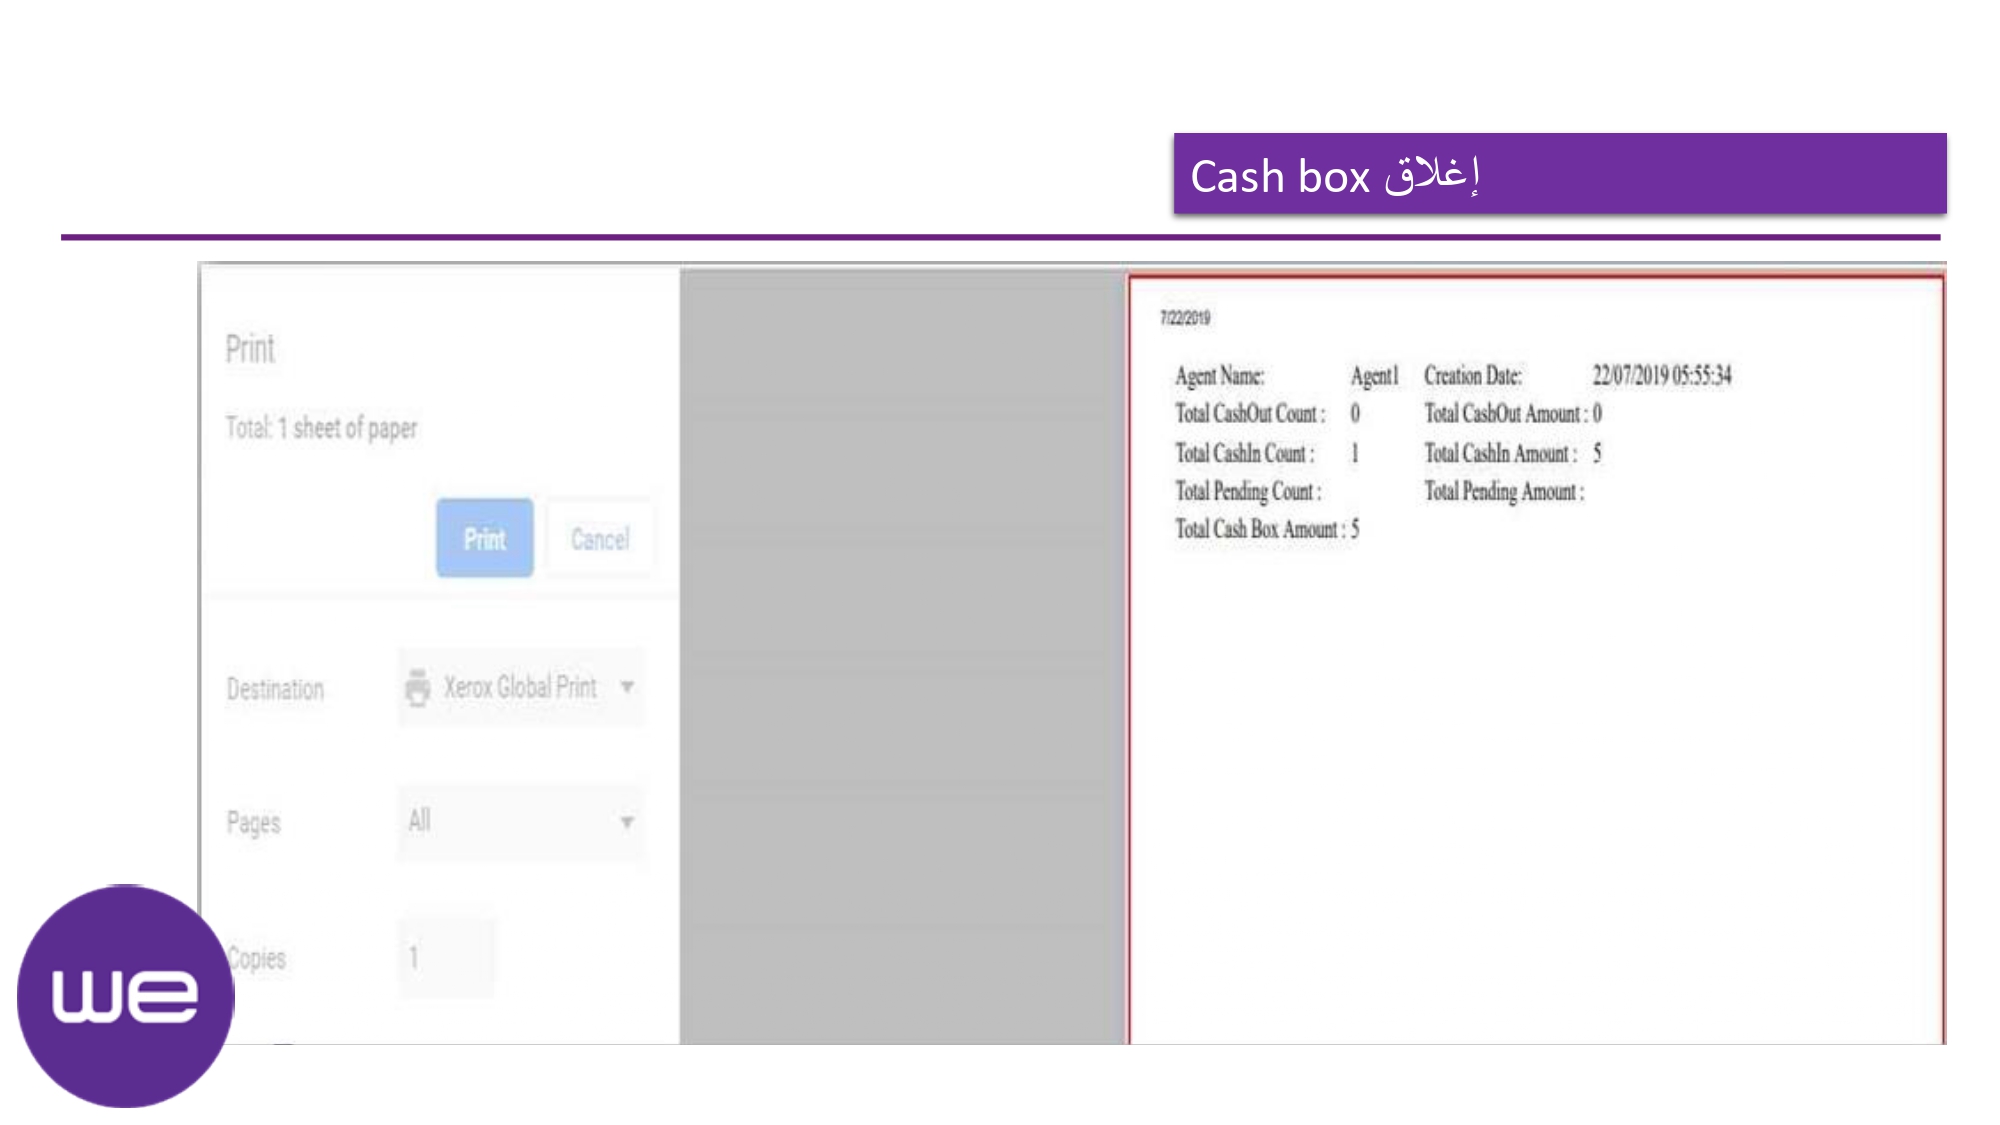 إغلاق Cash box
Print
Total: 1 sheet of paper
Print Cancel
Destination Xerox Global Print
Pages All
Copies 1
7/22/2019
Agent Name: Agent1 Creation Date: 22/07/2019 05:55:34
Total CashOut Count : 0 Total CashOut Amount : 0
Total CashIn Count : 1 Total CashIn Amount : 5
Total Pending Count : Total Pending Amount :
Total Cash Box Amount : 5
we